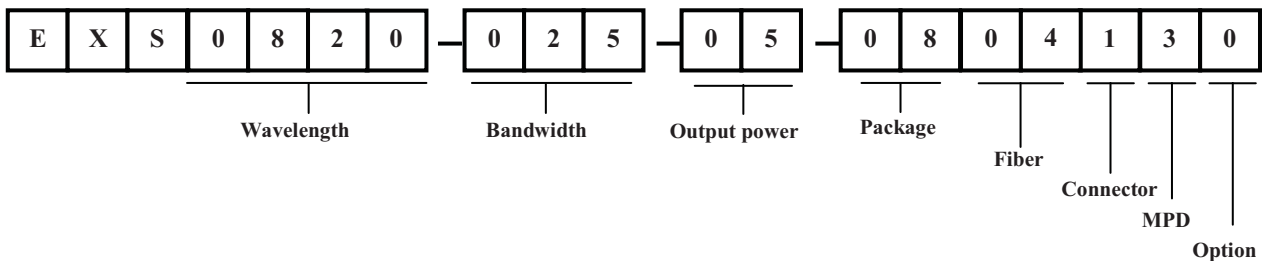 E X S 0 8 2 0 - 0 2 5 - 0 5 - 0 8 0 4 1 3 0
Wavelength Bandwidth Output power Package
Fiber
Connector
MPD
Option